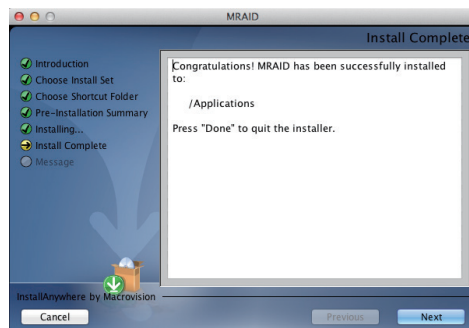 MRAID
Install Complete
Introduction
Choose Install Set
Choose Shortcut Folder
Pre-Installation Summary
Installing...
Install Complete
Message
Congratulations! MRAID has been successfully installed
to:
/Applications
Press "Done" to quit the installer.
InstallAnywhere by Macrovision
Cancel
Previous
Next